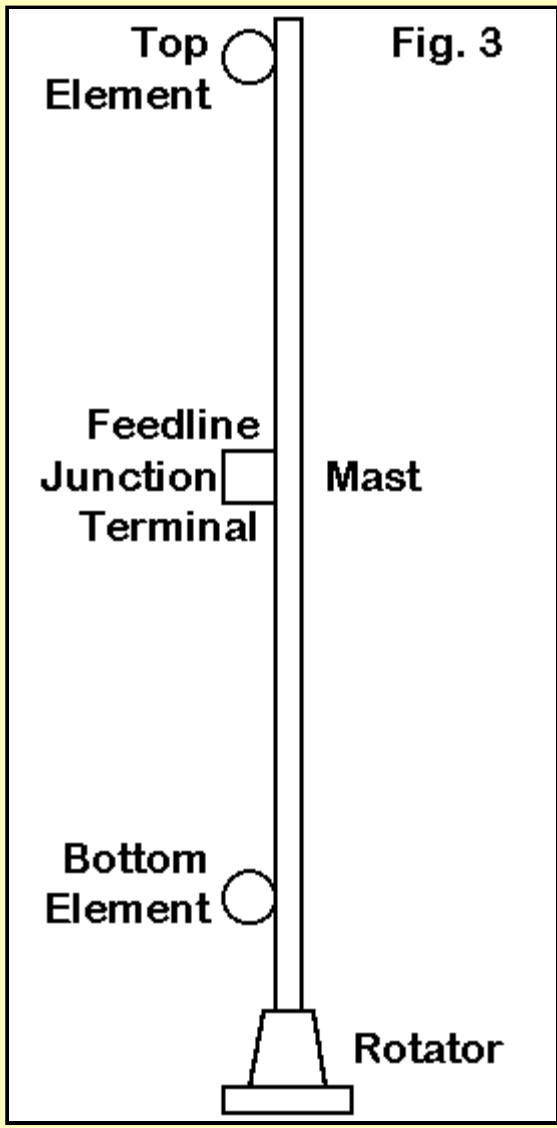 Top
Element
Fig. 3
Feedline
Junction
Terminal
Mast
Bottom
Element
Rotator